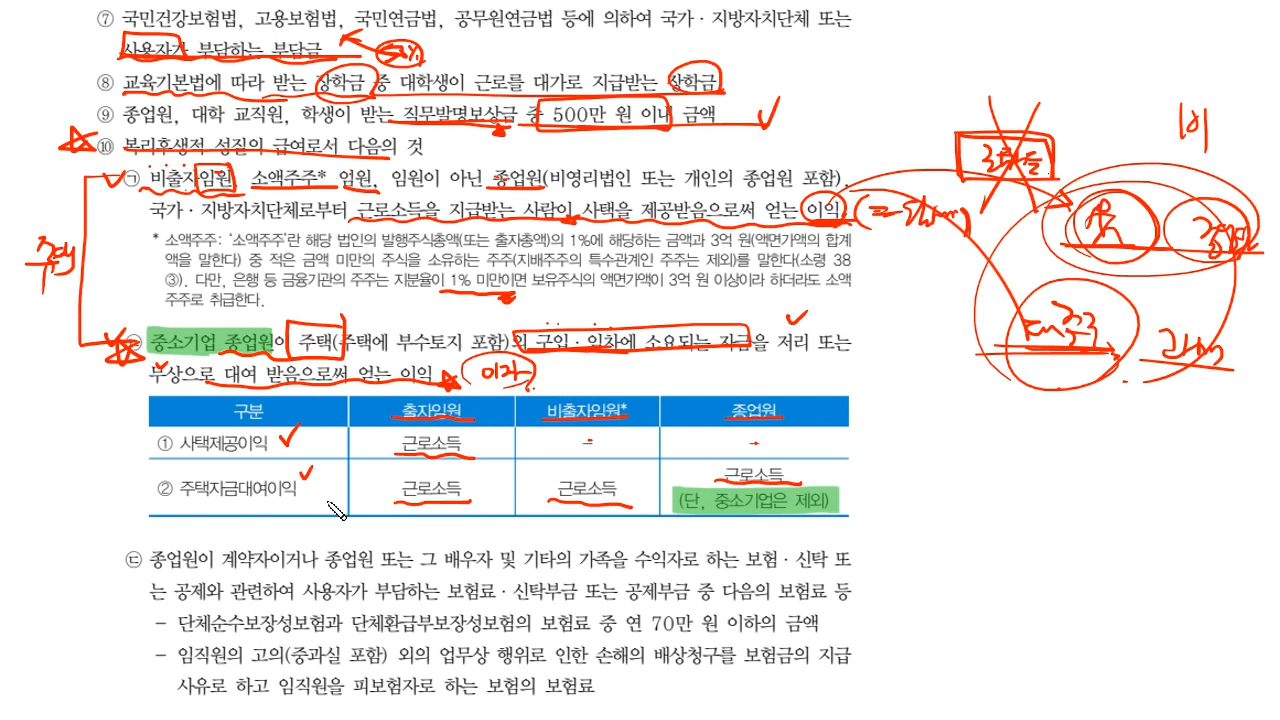 ⑦ 국민건강보험법, 고용보험법, 국민연금법, 공무원연금법 등에 의하여 국가·지방자치단체 또는
사용자가 부담하는 부담금
⑧ 교육기본법에 따라 받는 장학금 중 대학생이 근로를 대가로 지급받는 장학금
⑨ 종업원, 대학 교직원, 학생이 받는 직무발명보상금 중 500만 원 이내 금액
⑩ 복리후생적 성질의 급여로서 다음의 것
㉠ 비출자임원, 소액주주* 임원, 임원이 아닌 종업원(비영리법인 또는 개인의 종업원 포함),
국가·지방자치단체로부터 근로소득을 지급받는 사람이 사택을 제공받음으로써 얻는 이익.
* 소액주주: ‘소액주주’란 해당 법인의 발행주식총액(또는 출자총액)의 1%에 해당하는 금액과 3억 원(액면가액의 합계
액을 말한다) 중 적은 금액 미만의 주식을 소유하는 주주(지배주주의 특수관계인 주주는 제외)를 말한다(소령 38
③). 다만, 은행 등 금융기관의 주주는 지분율이 1% 미만이면 보유주식의 액면가액이 3억 원 이상이라 하더라도 소액
주주로 취급한다.
주택
㉡ 중소기업 종업원이 주택(주택에 부수토지 포함)의 구입·임차에 소요되는 자금을 저리 또는
무상으로 대여 받음으로써 얻는 이익
이자
구분 출자임원 비출자임원* 종업원
① 사택제공이익 근로소득 - -
② 주택자금대여이익 근로소득 근로소득 근로소득
(단, 중소기업은 제외)
㉢ 종업원이 계약자이거나 종업원 또는 그 배우자 및 기타의 가족을 수익자로 하는 보험·신탁 또
는 공제와 관련하여 사용자가 부담하는 보험료·신탁부금 또는 공제부금 중 다음의 보험료 등
- 단체순수보장성보험과 단체환급부보장성보험의 보험료 중 연 70만 원 이하의 금액
- 임직원의 고의(중과실 포함) 외의 업무상 행위로 인한 손해의 배상청구를 보험금의 지급
사유로 하고 임직원을 피보험자로 하는 보험의 보험료